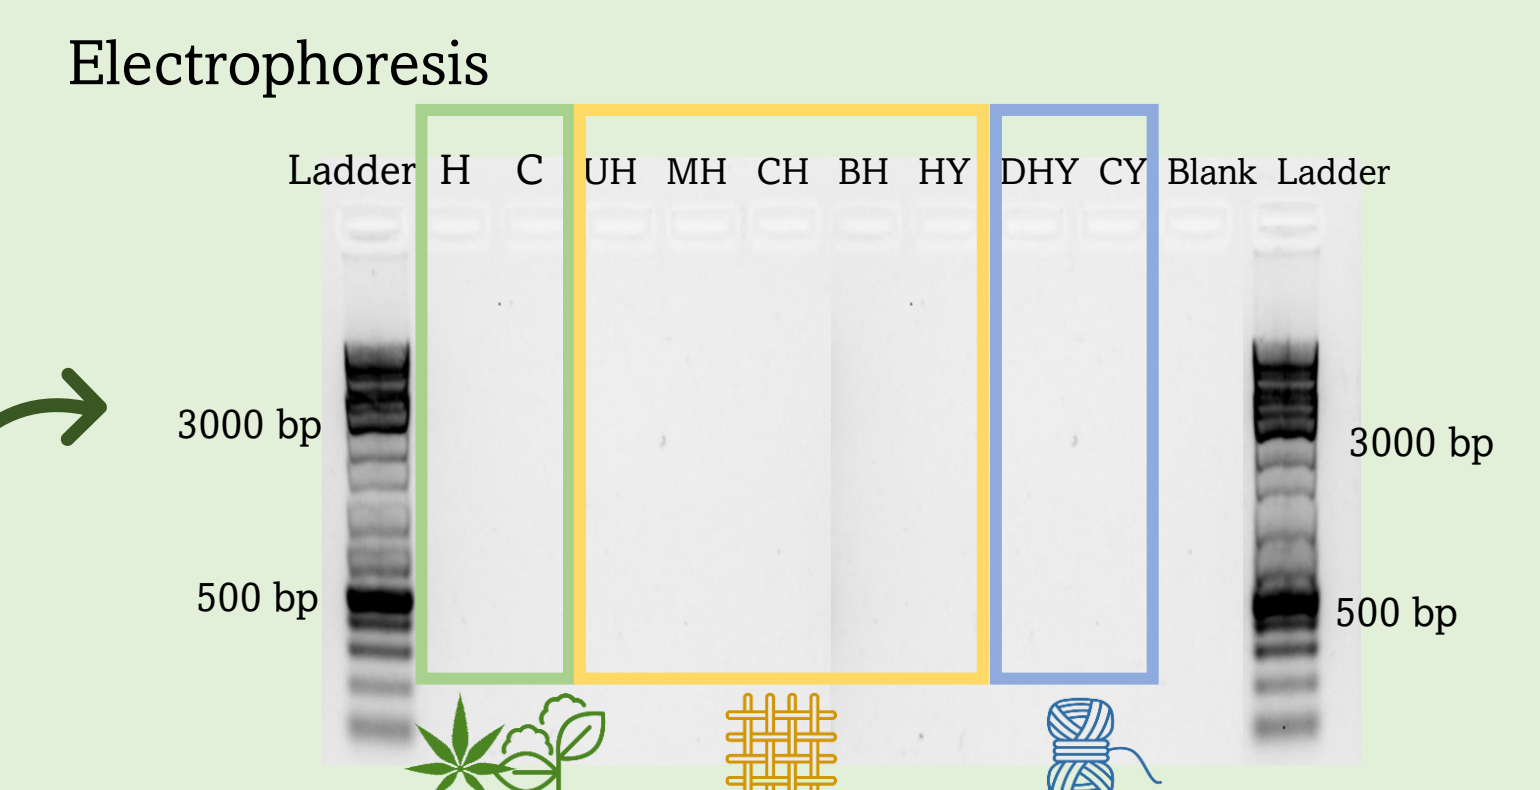 Electrophoresis
Ladder H C UH MH CH BH HY DHY CY Blank Ladder
3000 bp 3000 bp
500 bp 500 bp